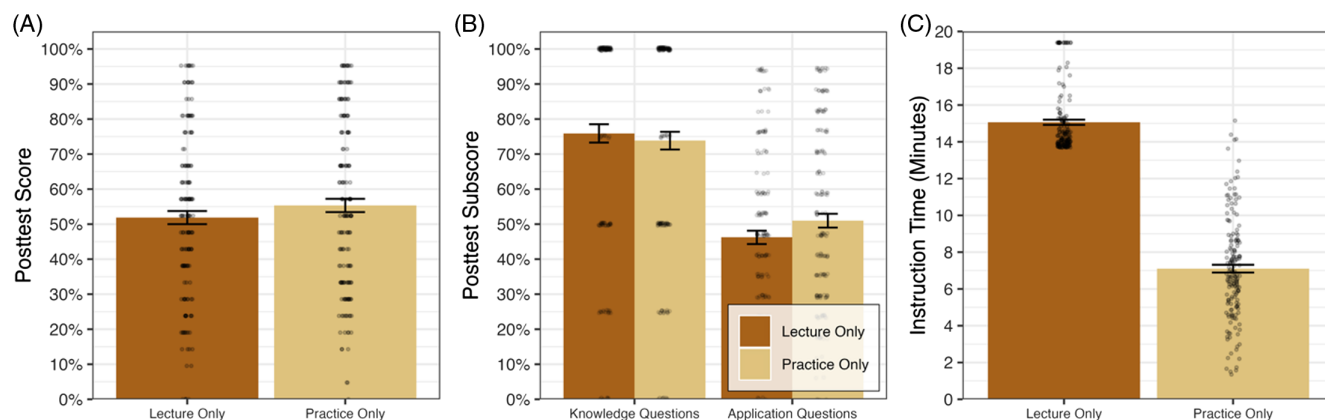 (A)
Posttest Score
100%
90%
80%
70%
60%
50%
40%
30%
20%
10%
0%
Lecture Only
Practice Only
(B)
Posttest Subscore
100%
90%
80%
70%
60%
50%
40%
30%
20%
10%
0%
Knowledge Questions
Application Questions
Lecture Only
Practice Only
(C)
Instruction Time (Minutes)
20
18
16
14
12
10
8
6
4
2
0
Lecture Only
Practice Only